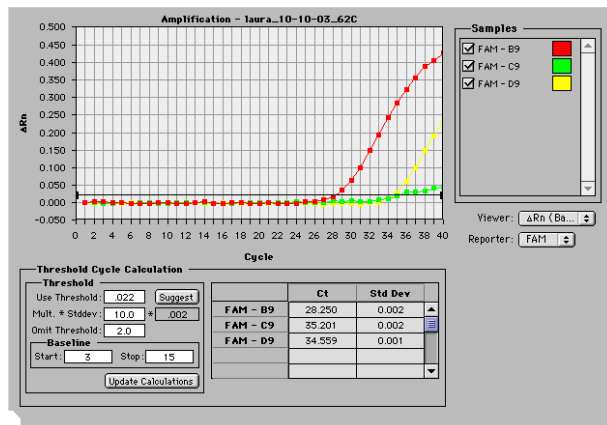 Amplification - laura_10-10-03_62C
0.500
0.450
0.400
0.350
0.300
0.250
0.200
0.150
0.100
0.050
0.000
-0.050
ΔRn
0 2 4 6 8 10 12 14 16 18 20 22 24 26 28 30 32 34 36 38 40
Cycle
Samples
FAM - B9
FAM - C9
FAM - D9
Viewer: ΔRn (Ba...
Reporter: FAM
Threshold Cycle Calculation
Threshold
Use Threshold: .022 Suggest
Mult. * Stddev: 10.0 * .002
Omit Threshold: 2.0
Baseline
Start: 3 Stop: 15
Update Calculations
Ct Std Dev
FAM - B9 28.250 0.002
FAM - C9 35.201 0.002
FAM - D9 34.559 0.001